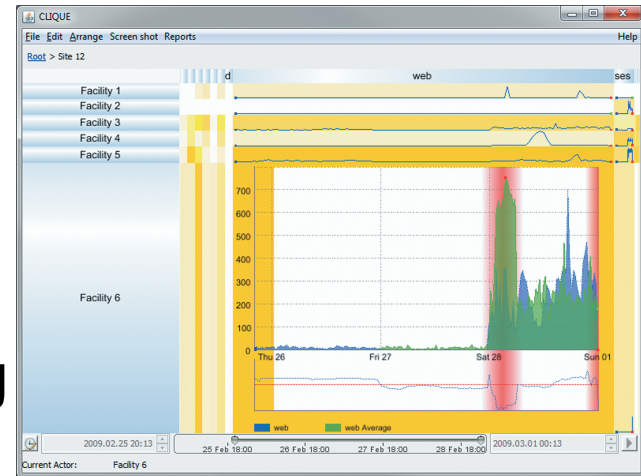 CLIQUE
File Edit Arrange Screen shot Reports Help
Root > Site 12
d web ses
Facility 1
Facility 2
Facility 3
Facility 4
Facility 5
700
600
500
400
300
200
100
0
Facility 6
Thu 26 Fri 27 Sat 28 Sun 01
web web Average
2009.02.25 20:13 25 Feb 18:00 26 Feb 18:00 27 Feb 18:00 28 Feb 18:00 2009.03.01 00:13
Current Actor: Facility 6
g